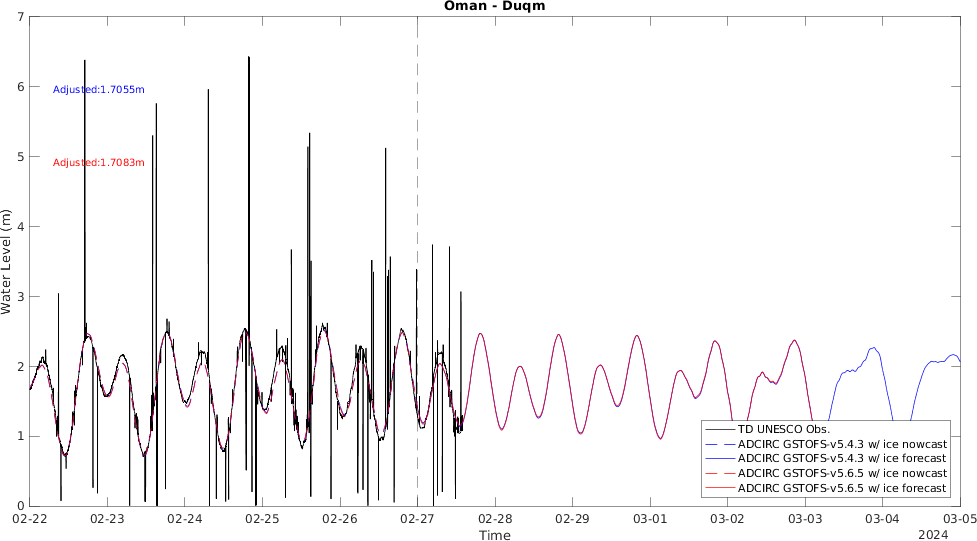 Oman - Duqm
7
6
5
4
3
2
1
0
Water Level (m)
Adjusted:1.7055m
Adjusted:1.7083m
TD UNESCO Obs.
ADCIRC GSTOFS-v5.4.3 w/ ice nowcast
ADCIRC GSTOFS-v5.4.3 w/ ice forecast
ADCIRC GSTOFS-v5.6.5 w/ ice nowcast
ADCIRC GSTOFS-v5.6.5 w/ ice forecast
02-22 02-23 02-24 02-25 02-26 02-27 02-28 02-29 03-01 03-02 03-03 03-04 03-05
Time
2024